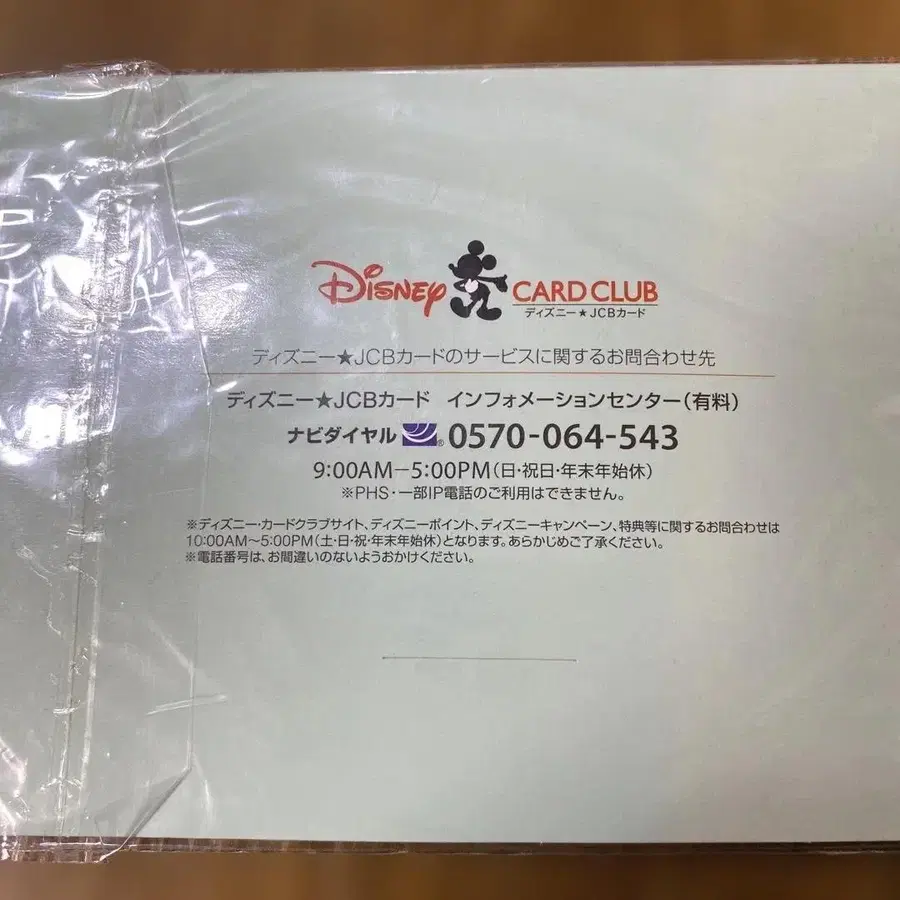 DISNEY CARD CLUB
ディズニー★JCBカード
ディズニー★JCBカードのサービスに関するお問合わせ先
ディズニー★JCBカード インフォメーションセンター(有料)
ナビダイヤル ® 0570-064-543
9:00AM－5:00PM(日・祝日・年末年始休)
※PHS・一部IP電話のご利用はできません。
※ディズニー・カードクラブサイト、ディズニーポイント、ディズニーキャンペーン、特典等に関するお問合わせは
10:00AM～5:00PM(土・日・祝・年末年始休)となります。あらかじめご了承ください。
※電話番号は、お間違いのないようおかけください。